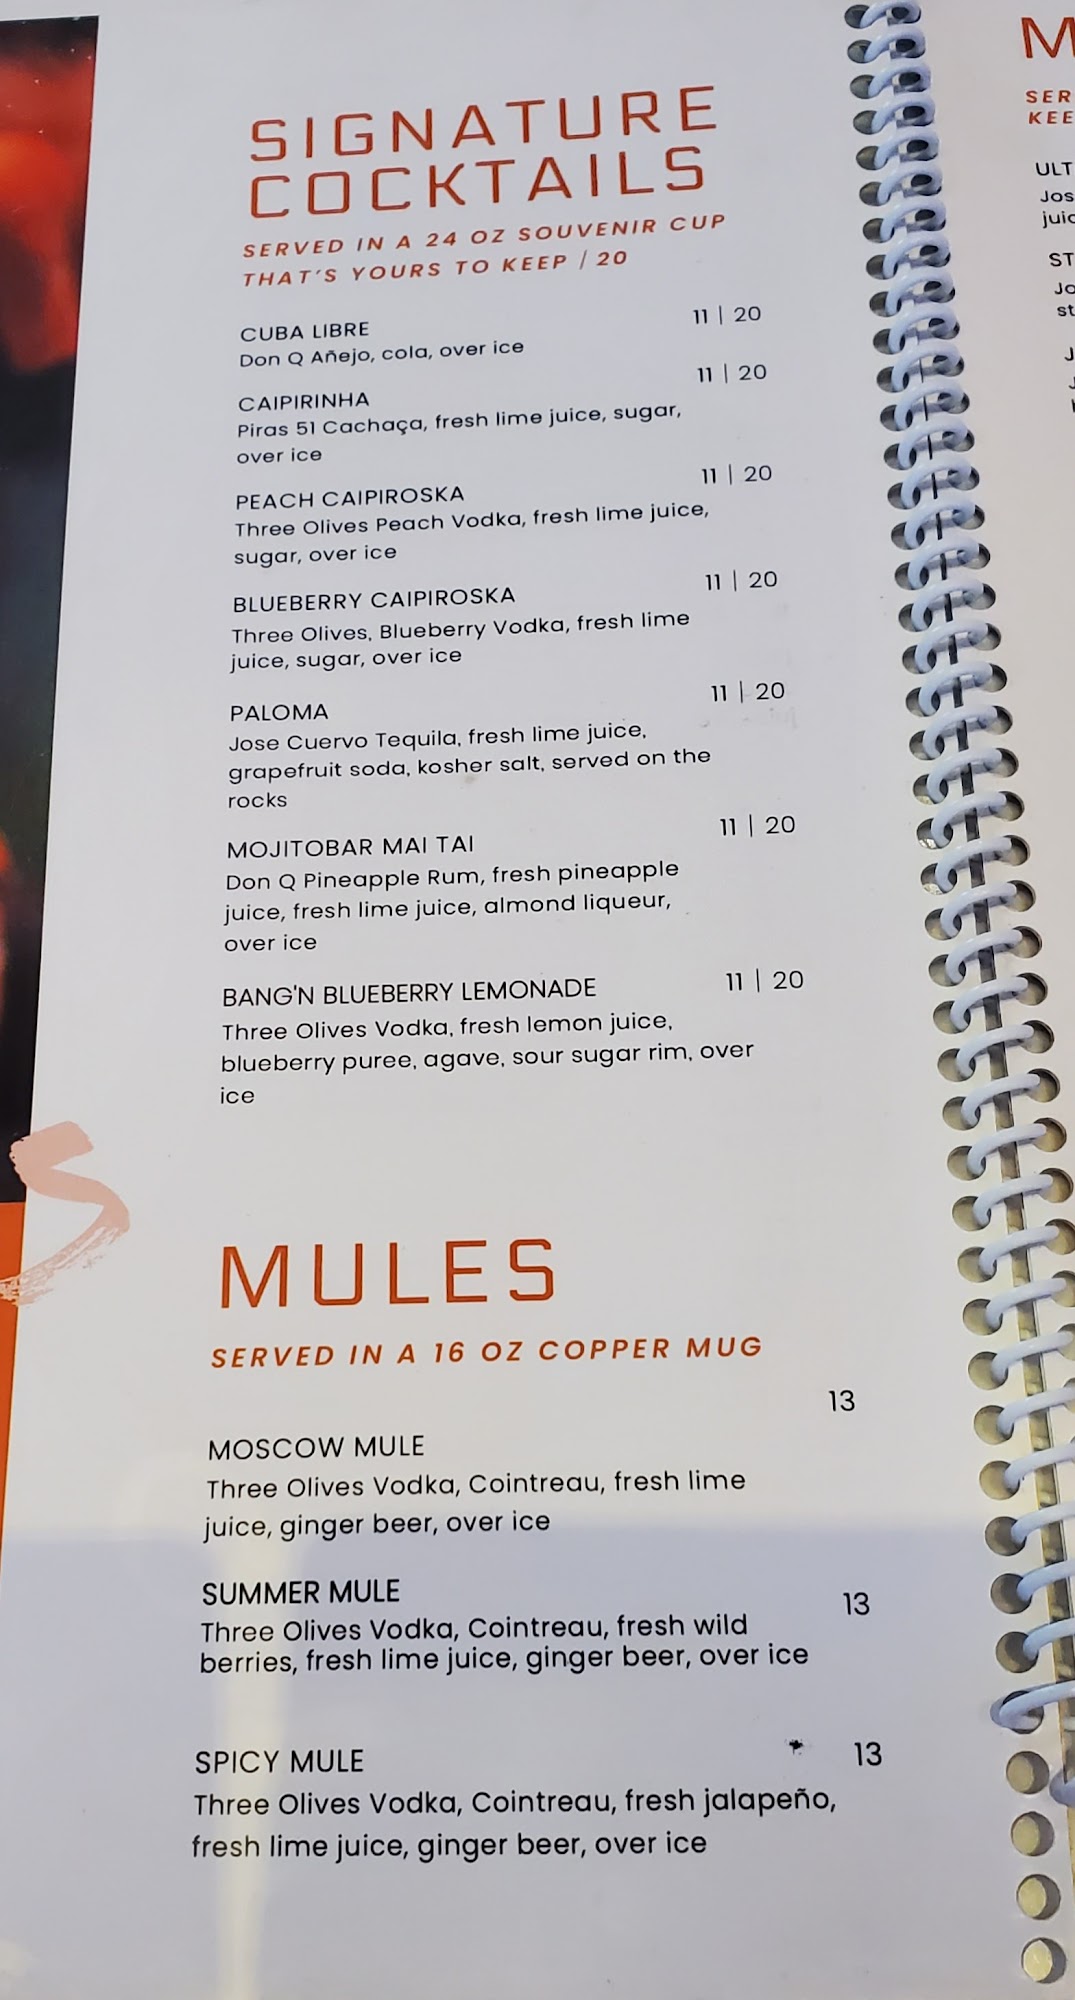 SIGNATURE
COCKTAILS
SERVED IN A 24 OZ SOUVENIR CUP
THAT'S YOURS TO KEEP / 20
CUBA LIBRE 11 | 20
Don Q Añejo, cola, over ice
CAIPIRINHA 11 | 20
Piras 51 Cachaça, fresh lime juice, sugar,
over ice
PEACH CAIPIROSKA 11 | 20
Three Olives Peach Vodka, fresh lime juice,
sugar, over ice
BLUEBERRY CAIPIROSKA 11 | 20
Three Olives, Blueberry Vodka, fresh lime
juice, sugar, over ice
PALOMA 11 | 20
Jose Cuervo Tequila, fresh lime juice,
grapefruit soda, kosher salt, served on the
rocks
MOJITOBAR MAI TAI 11 | 20
Don Q Pineapple Rum, fresh pineapple
juice, fresh lime juice, almond liqueur,
over ice
BANG'N BLUEBERRY LEMONADE 11 | 20
Three Olives Vodka, fresh lemon juice,
blueberry puree, agave, sour sugar rim, over
ice
MULES
SERVED IN A 16 OZ COPPER MUG
13
MOSCOW MULE
Three Olives Vodka, Cointreau, fresh lime
juice, ginger beer, over ice
SUMMER MULE 13
Three Olives Vodka, Cointreau, fresh wild
berries, fresh lime juice, ginger beer, over ice
SPICY MULE 13
Three Olives Vodka, Cointreau, fresh jalapeño,
fresh lime juice, ginger beer, over ice